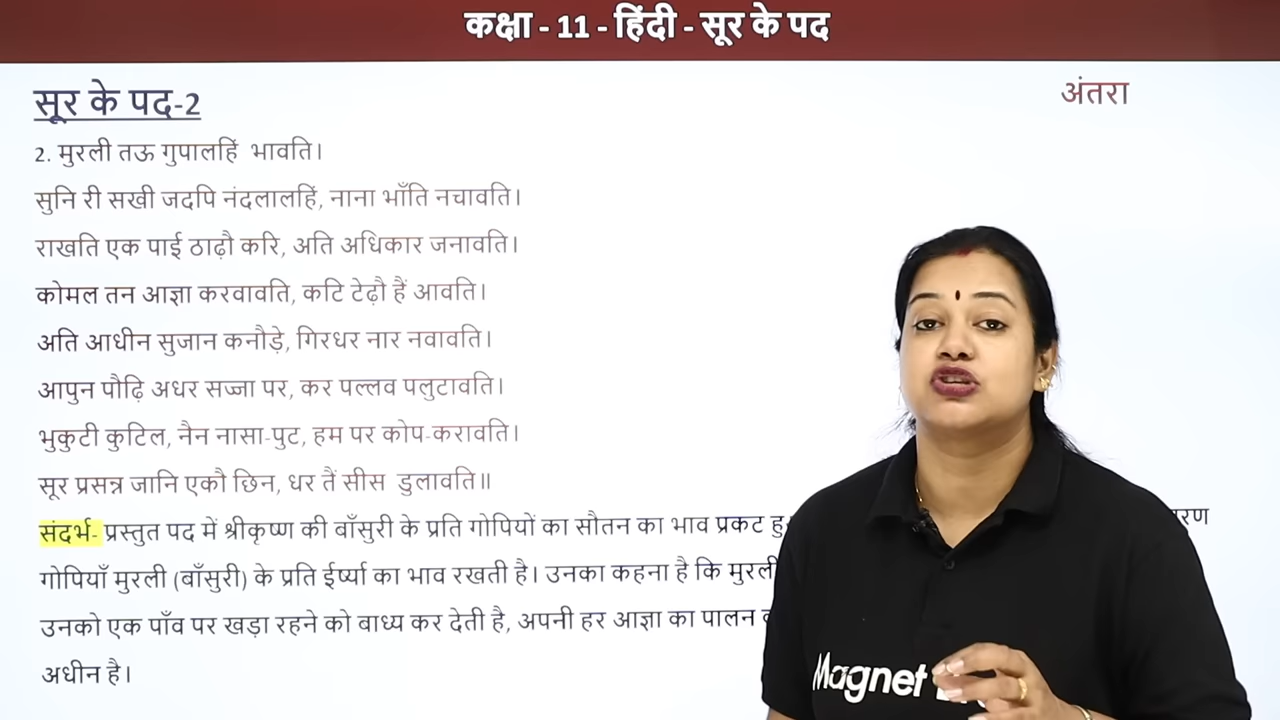 कक्षा - 11 - हिंदी - सूर के पद
सूर के पद-2
अंतरा
2. मुरली तऊ गुपालहिं भावति।
सुनि री सखी जदपि नंदलालहिं, नाना भाँति नचावति।
राखति एक पाई ठाढ़ौ करि, अति अधिकार जनावति।
कोमल तन आज्ञा करवावति, कटि टेढ़ौ हैं आवति।
अति आधीन सुजान कनौड़े, गिरधर नार नवावति।
आपुन पौढ़ि अधर सज्जा पर, कर पल्लव पलुटावति।
भुकुटी कुटिल, नैन नासा-पुट, हम पर कोप-करावति।
सूर प्रसन्न जानि एकौ छिन, धर तैं सीस डुलावति॥
संदर्भ- प्रस्तुत पद में श्रीकृष्ण की बाँसुरी के प्रति गोपियों का सौतन का भाव प्रकट
गोपियाँ मुरली (बाँसुरी) के प्रति ईर्ष्या का भाव रखती है। उनका कहना है कि मुरली
उनको एक पाँव पर खड़ा रहने को बाध्य कर देती है, अपनी हर आज्ञा का पालन
अधीन है।
Magnet